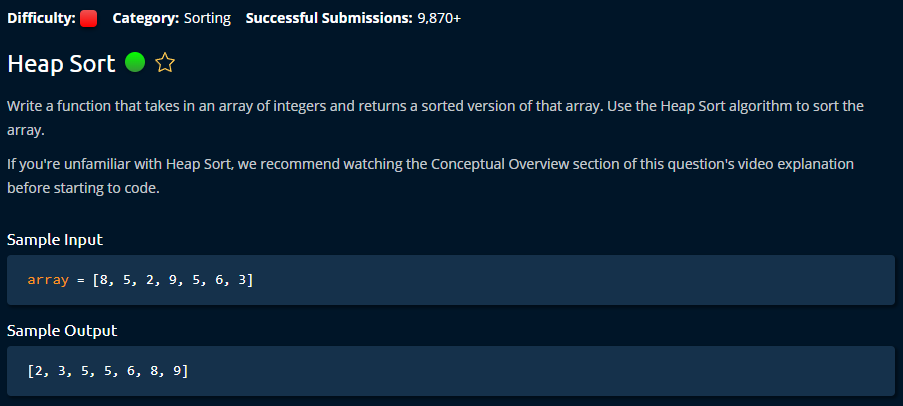 Difficulty: Category: Sorting Successful Submissions: 9,870+
Heap Sort
Write a function that takes in an array of integers and returns a sorted version of that array. Use the Heap Sort algorithm to sort the
array.
If you're unfamiliar with Heap Sort, we recommend watching the Conceptual Overview section of this question's video explanation
before starting to code.
Sample Input
array = [8, 5, 2, 9, 5, 6, 3]
Sample Output
[2, 3, 5, 5, 6, 8, 9]